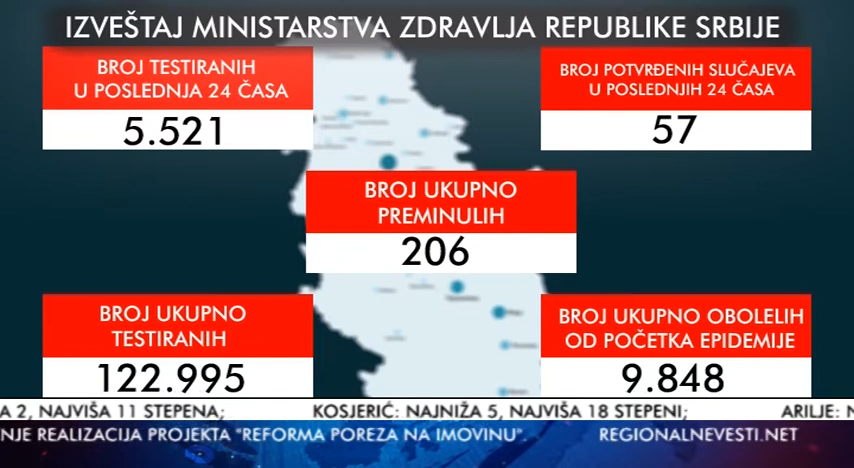 IZVEŠTAJ MINISTARSTVA ZDRAVLJA REPUBLIKE SRBIJE
BROJ TESTIRANIH
U POSLEDNJA 24 ČASA
5.521
BROJ POTVRĐENIH SLUČAJEVA
U POSLEDNJIH 24 ČASA
57
BROJ UKUPNO
PREMINULIH
206
BROJ UKUPNO
TESTIRANIH
122.995
BROJ UKUPNO OBOLELIH
OD POČETKA EPIDEMIJE
9.848
A 2, NAJVIŠA 11 STEPENA; KOSJERIĆ: NAJNIŽA 5, NAJVIŠA 18 STEPENI; ARILJE: N
NJE REALIZACIJA PROJEKTA "REFORMA POREZA NA IMOVINU". REGIONALNEVESTI.NET